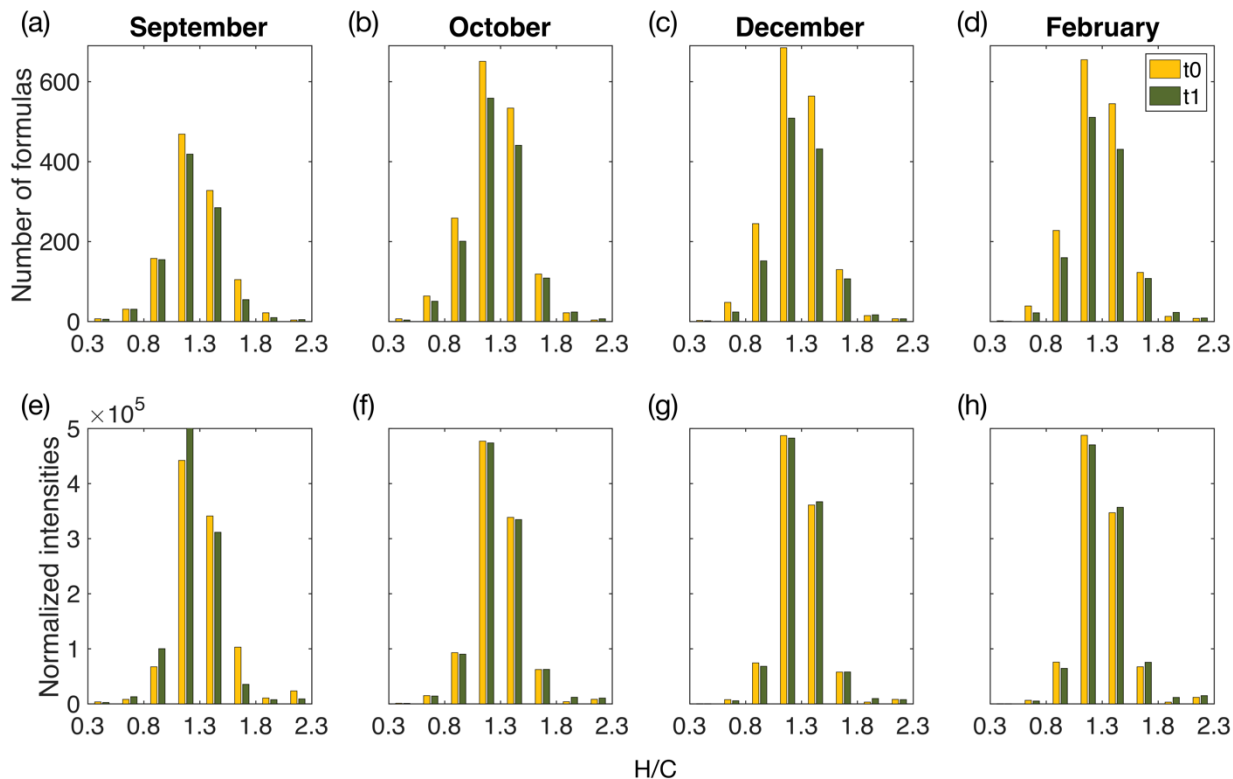 (a) September (b) October (c) December (d) February
Number of formulas
600
400
200
0
t0
t1
0.3 0.8 1.3 1.8 2.3 0.3 0.8 1.3 1.8 2.3 0.3 0.8 1.3 1.8 2.3 0.3 0.8 1.3 1.8 2.3
(e) (f) (g) (h)
×10⁵
Normalized intensities
5
4
3
2
1
0
0.3 0.8 1.3 1.8 2.3 0.3 0.8 1.3 1.8 2.3 0.3 0.8 1.3 1.8 2.3 0.3 0.8 1.3 1.8 2.3
H/C